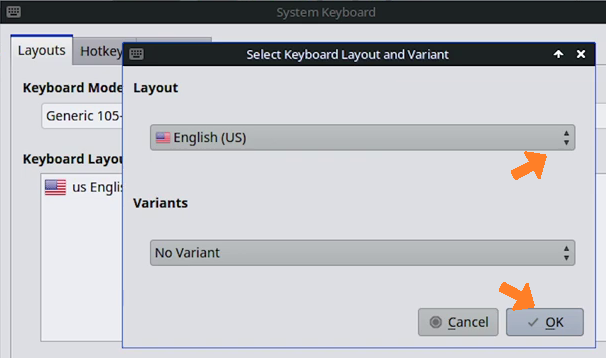 System Keyboard
Layouts
Hotkey
Select Keyboard Layout and Variant
Keyboard Mode
Layout
Generic 105-
English (US)
Keyboard Layou
us Englis
Variants
No Variant
Cancel
OK